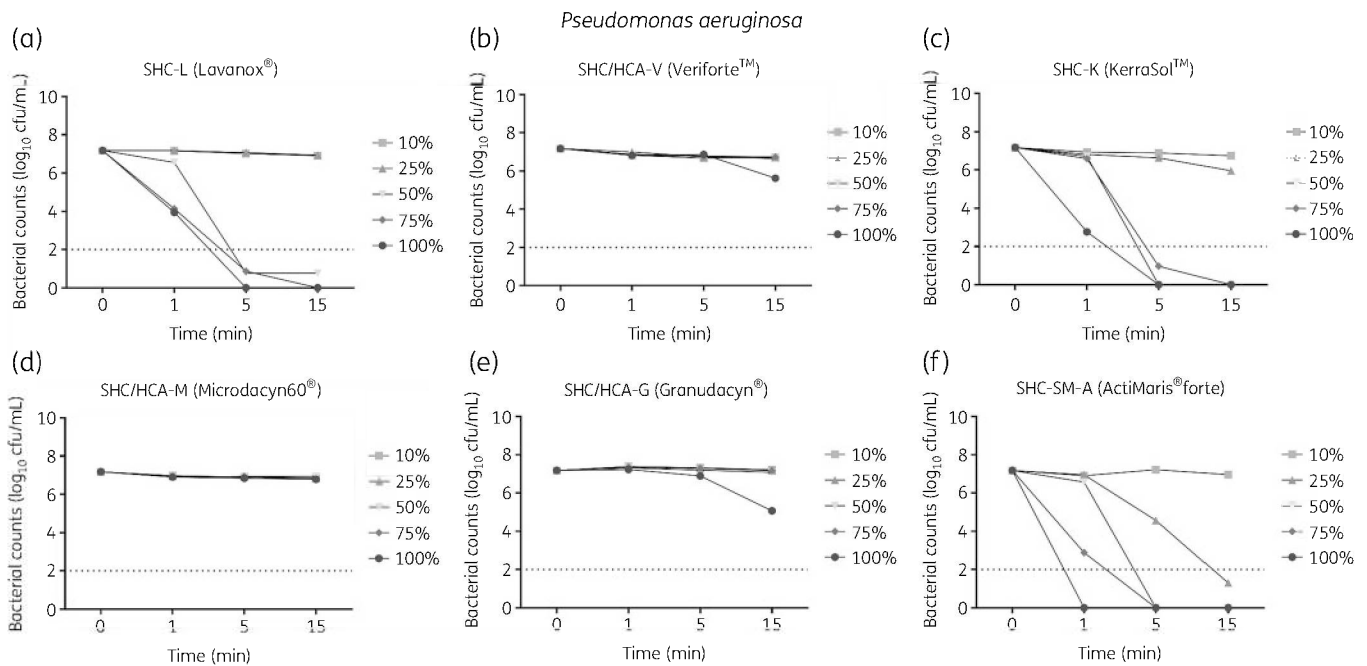 Pseudomonas aeruginosa
(a)
SHC-L (Lavanox®)
Bacterial counts (log10 cfu/mL)
10
8
6
4
2
0
0 1 5 15
Time (min)
10%
25%
50%
75%
100%
(b)
SHC/HCA-V (Veriforte™)
Bacterial counts (log10 cfu/mL)
10
8
6
4
2
0
0 1 5 15
Time (min)
10%
25%
50%
75%
100%
(c)
SHC-K (KerraSol™)
Bacterial counts (log10 cfu/mL)
10
8
6
4
2
0
0 1 5 15
Time (min)
10%
25%
50%
75%
100%
(d)
SHC/HCA-M (Microdacyn60®)
Bacterial counts (log10 cfu/mL)
10
8
6
4
2
0
0 1 5 15
Time (min)
10%
25%
50%
75%
100%
(e)
SHC/HCA-G (Granudacyn®)
Bacterial counts (log10 cfu/mL)
10
8
6
4
2
0
0 1 5 15
Time (min)
10%
25%
50%
75%
100%
(f)
SHC-SM-A (ActiMaris®forte)
Bacterial counts (log10 cfu/mL)
10
8
6
4
2
0
0 1 5 15
Time (min)
10%
25%
50%
75%
100%